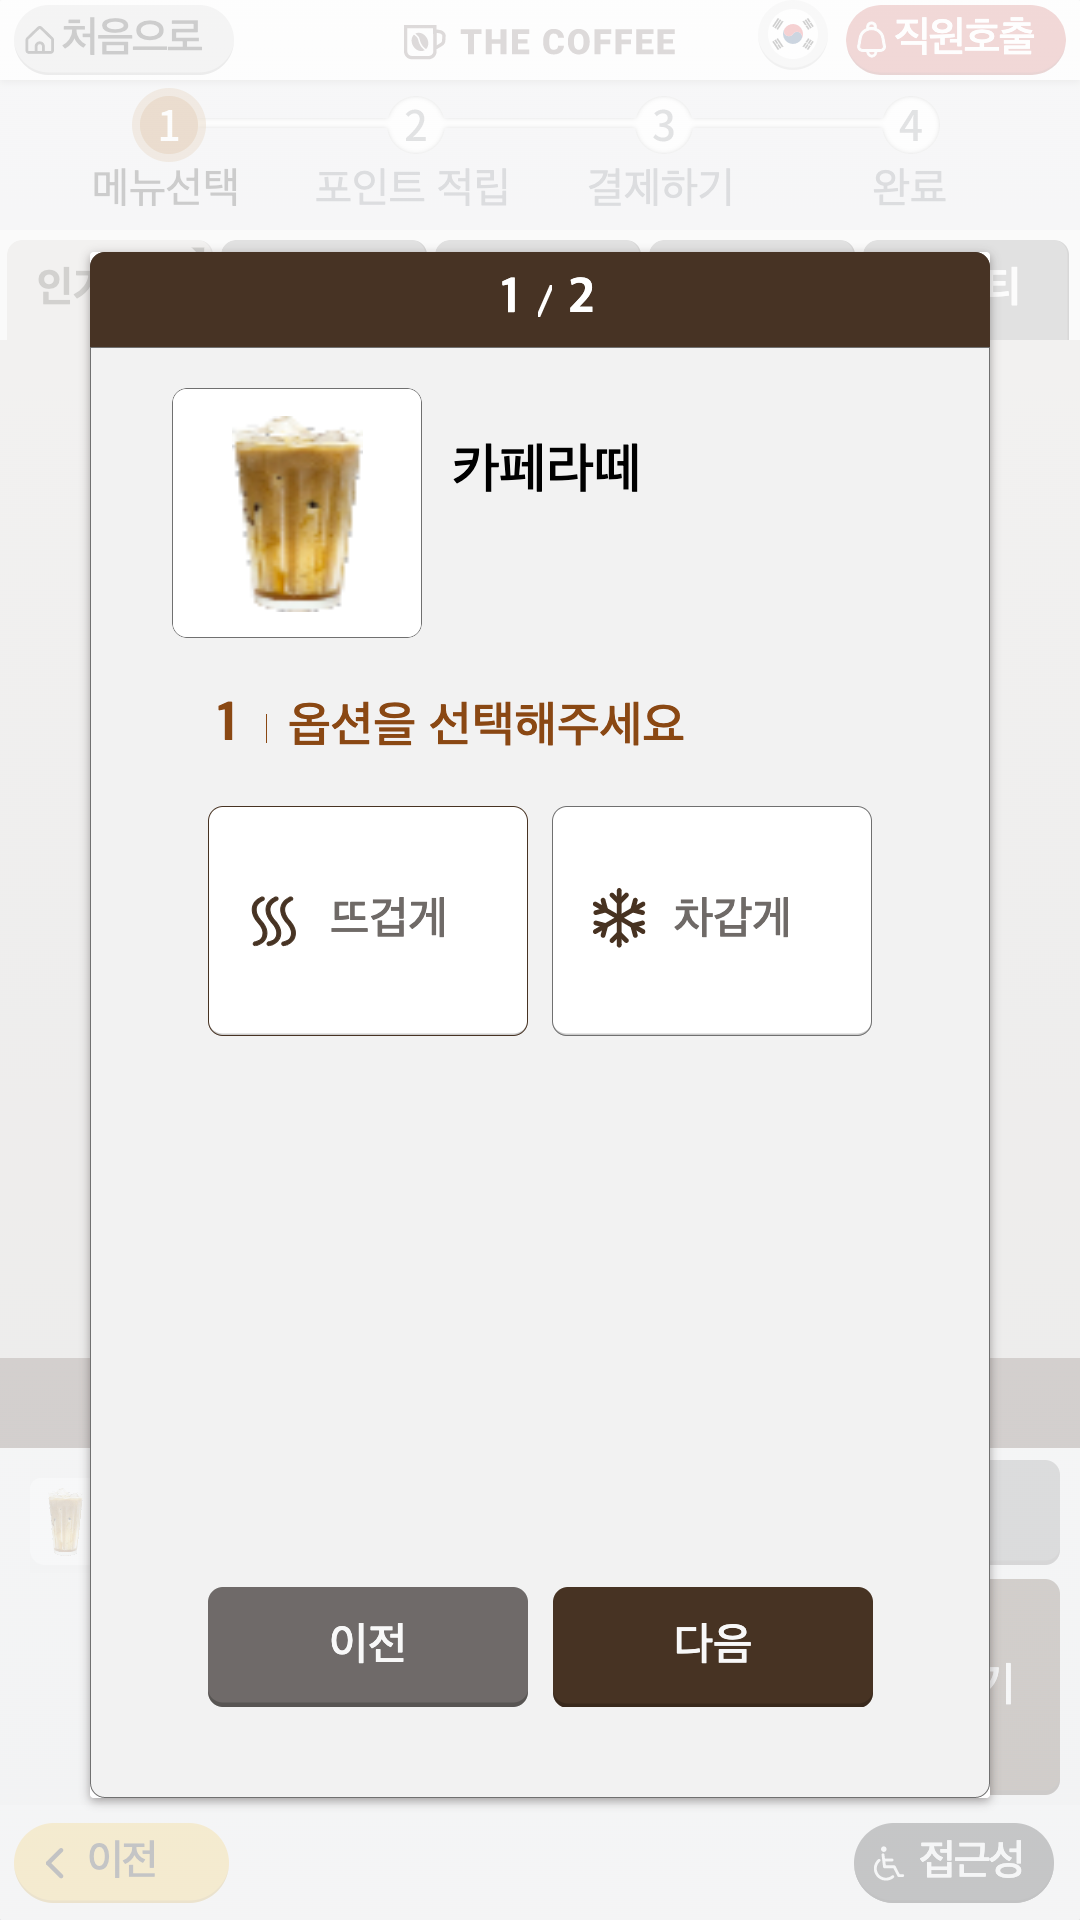 처음으로
THE COFFEE
직원호출
1
2
3
4
메뉴선택
포인트 적립
결제하기
완료
1 / 2
카페라떼
1 옵션을 선택해주세요
뜨겁게
차갑게
이전
다음
이전
접근성